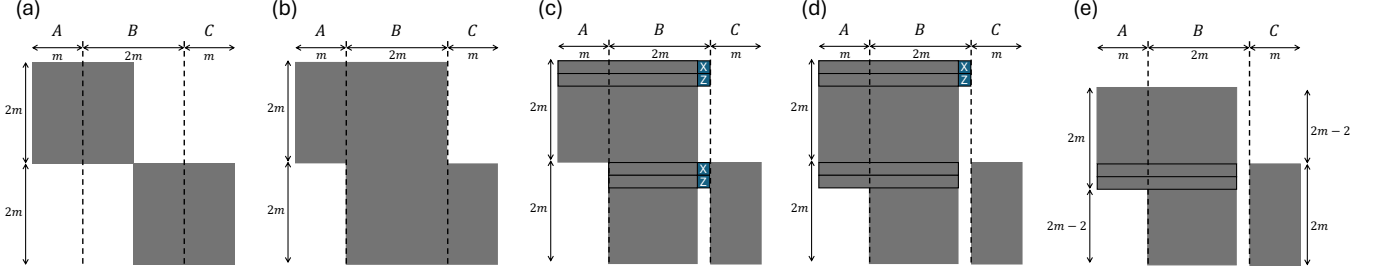 (a) (b) (c) (d) (e)
A B C A B C A B C A B C A B C
m 2m m m 2m m m 2m m m 2m m m 2m m
X X
Z Z
2m 2m 2m 2m 2m 2m − 2
X
Z
2m 2m 2m 2m 2m − 2 2m